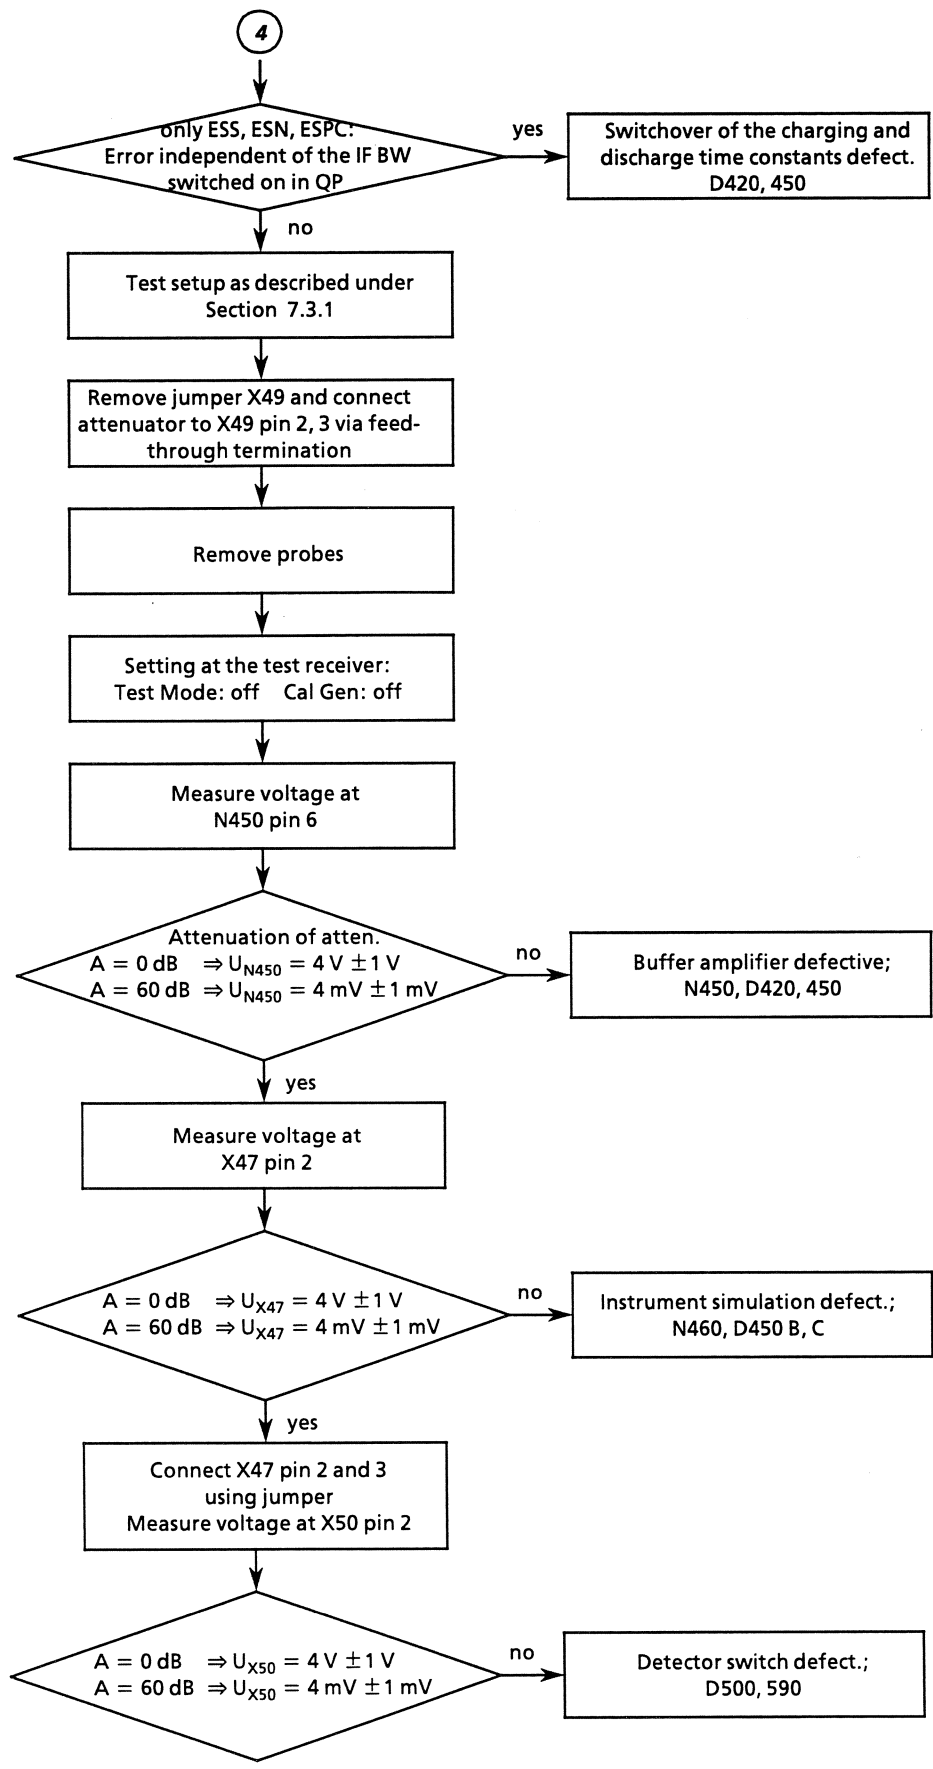 4
only ESS, ESN, ESPC:
Error independent of the IF BW
switched on in QP
yes
Switchover of the charging and
discharge time constants defect.
D420, 450
no
Test setup as described under
Section 7.3.1
Remove jumper X49 and connect
attenuator to X49 pin 2, 3 via feed-
through termination
Remove probes
Setting at the test receiver:
Test Mode: off Cal Gen: off
Measure voltage at
N450 pin 6
Attenuation of atten.
A = 0 dB ⇒ U_N450 = 4 V ± 1 V
A = 60 dB ⇒ U_N450 = 4 mV ± 1 mV
no
Buffer amplifier defective;
N450, D420, 450
yes
Measure voltage at
X47 pin 2
A = 0 dB ⇒ U_X47 = 4 V ± 1 V
A = 60 dB ⇒ U_X47 = 4 mV ± 1 mV
no
Instrument simulation defect.;
N460, D450 B, C
yes
Connect X47 pin 2 and 3
using jumper
Measure voltage at X50 pin 2
A = 0 dB ⇒ U_X50 = 4 V ± 1 V
A = 60 dB ⇒ U_X50 = 4 mV ± 1 mV
no
Detector switch defect.;
D500, 590